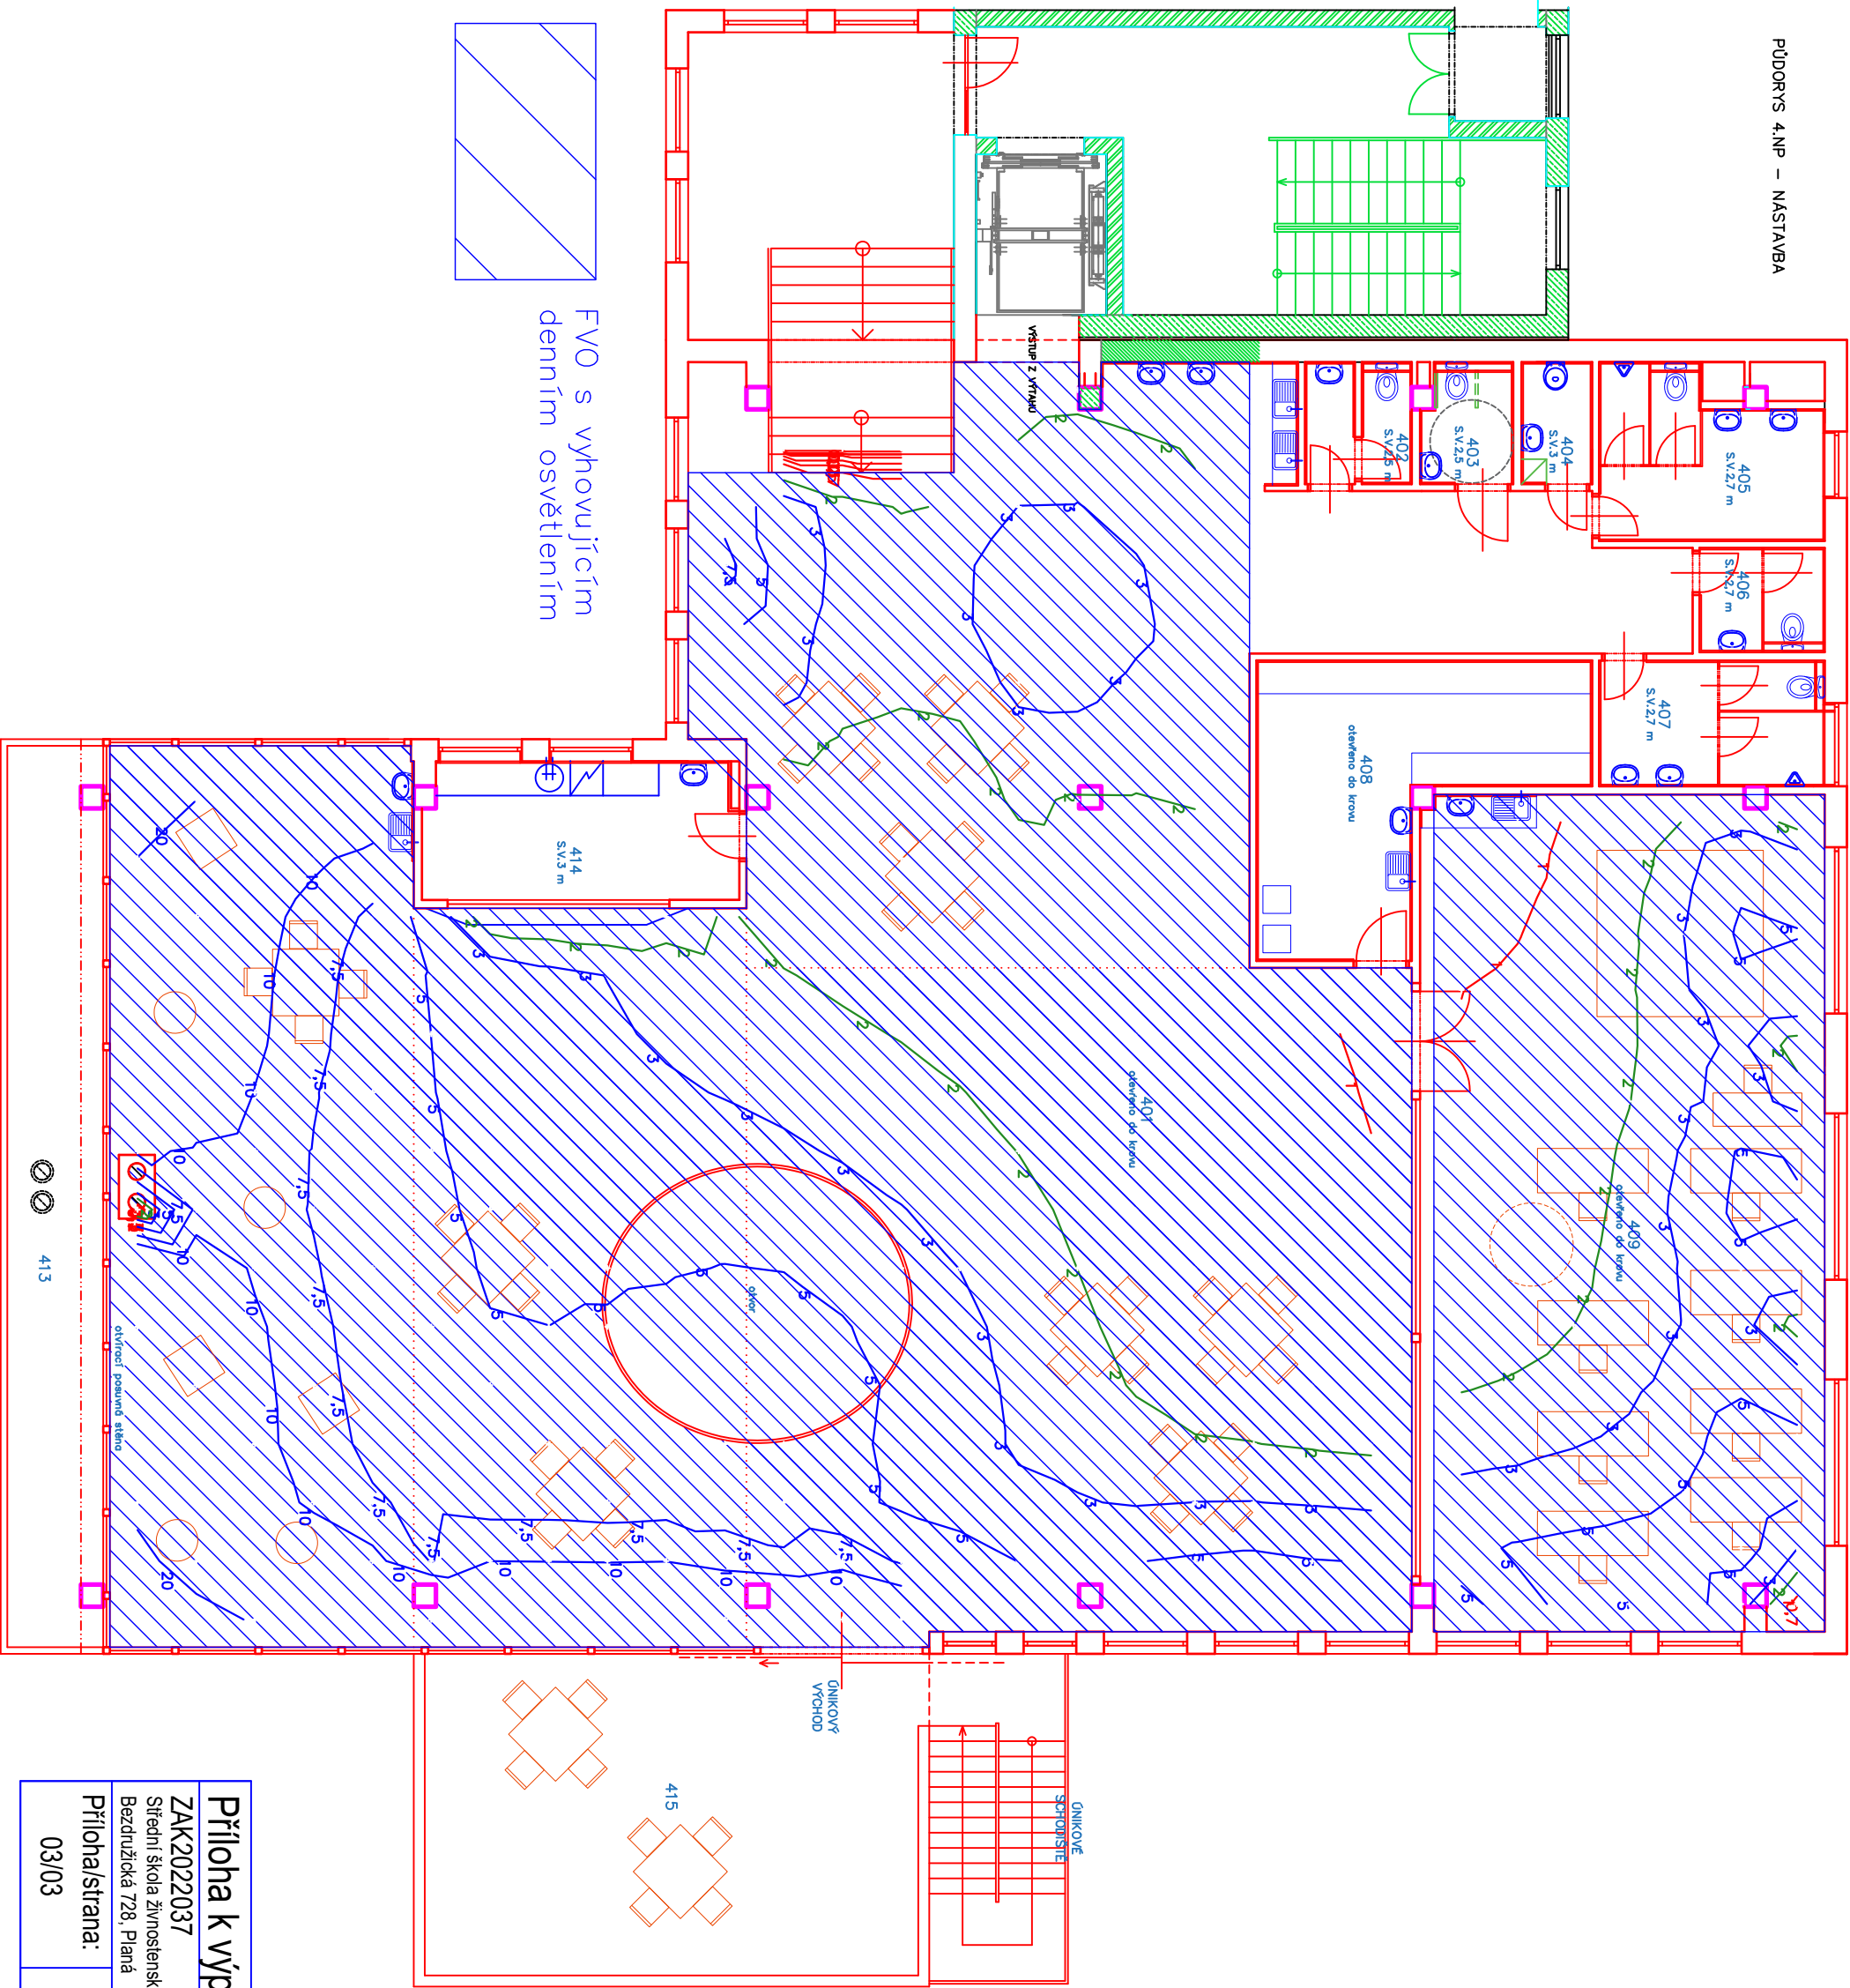 PŮDORYS 4.NP – NÁSTAVBA
FVO s vyhovujícím
denním osvětlením
VÝSTUP Z VÝTAHU
402
S.V.2,5 m
403
S.V.2,5 m
404
S.V.3 m
405
S.V.2,7 m
406
S.V.2,7 m
407
S.V.2,7 m
408
otevřeno do krovu
409
otevřeno do krovu
401
otevřeno do krovu
414
S.V.3 m
otvor
413
otvírací posuvná stěna
ÚNIKOVÝ
VÝCHOD
ÚNIKOVÉ
SCHODIŠTĚ
415
Příloha k výp
ZAK2022037
Střední škola živnostensk
Bezdružická 728, Planá
Příloha/strana:
03/03